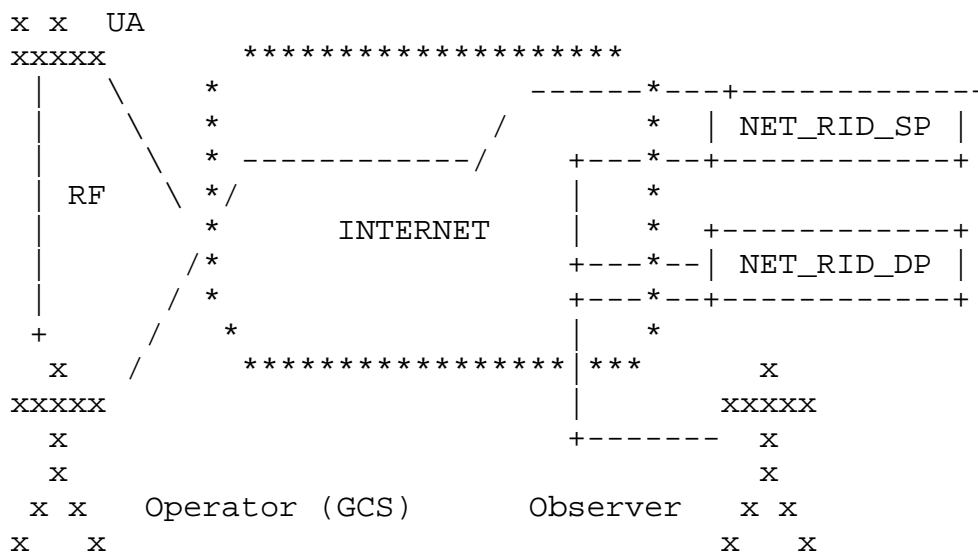 UA
NET_RID_SP
RF
INTERNET
NET_RID_DP
Operator (GCS) Observer